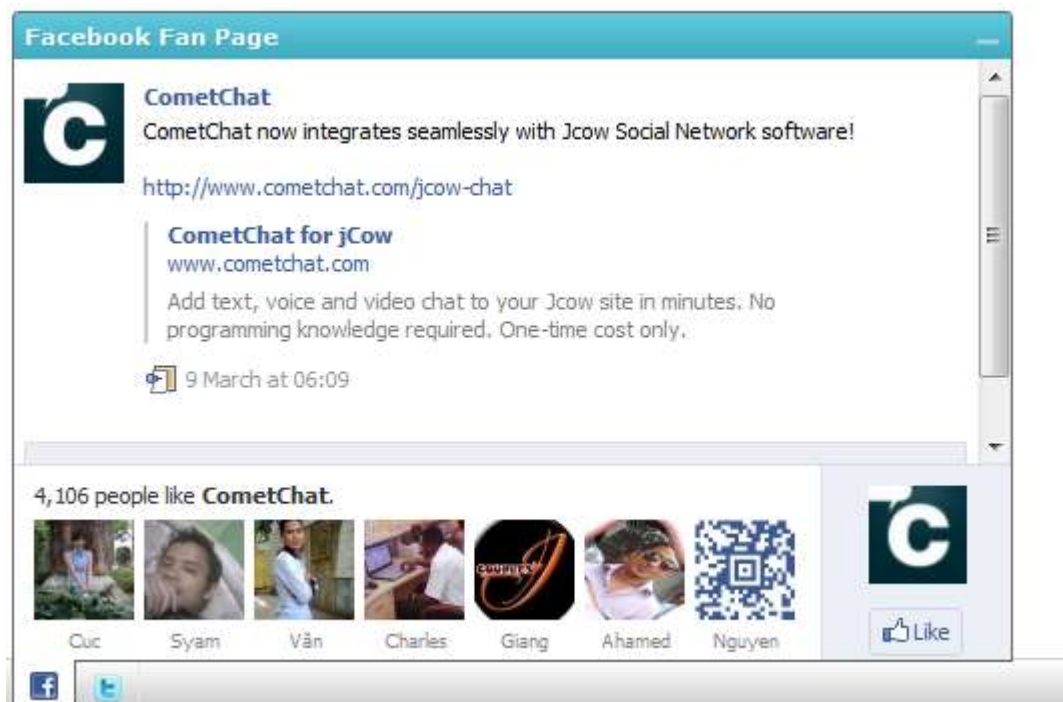 Facebook Fan Page
CometChat
CometChat now integrates seamlessly with Jcow Social Network software!
http://www.cometchat.com/jcow-chat
CometChat for jCow
www.cometchat.com
Add text, voice and video chat to your Jcow site in minutes. No
programming knowledge required. One-time cost only.
9 March at 06:09
4,106 people like CometChat.
Cuc Syam Vân Charles Giang Ahamed Nguyen
Like